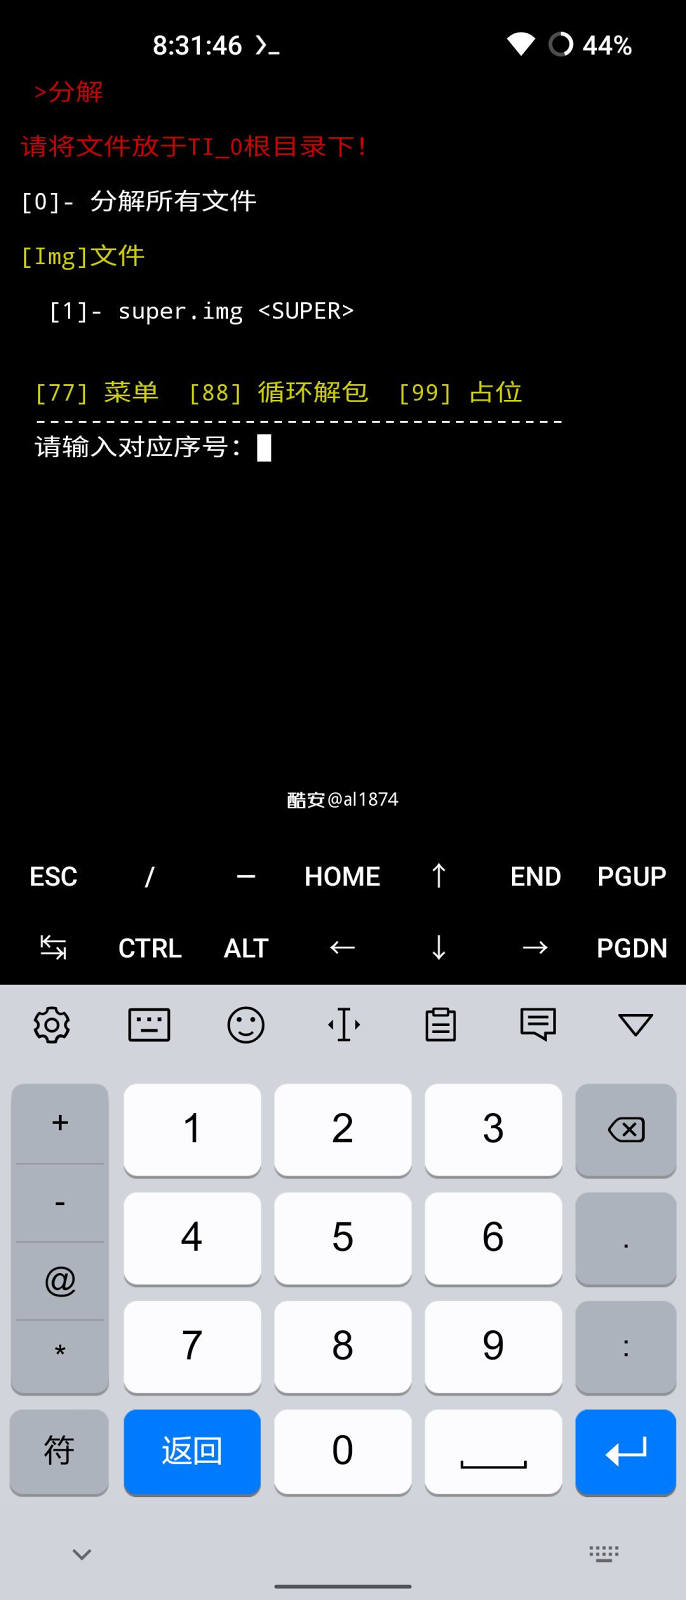 8:31:46 44%
>分解
请将文件放于TI_0根目录下!
[0]- 分解所有文件
[Img]文件
[1]- super.img <SUPER>
[77] 菜单 [88] 循环解包 [99] 占位
--------------------------------------
请输入对应序号:
酷安@al1874
ESC / — HOME ↑ END PGUP
↹ CTRL ALT ← ↓ → PGDN
+ 1 2 3
- 4 5 6 .
@
* 7 8 9 :
符 返回 0